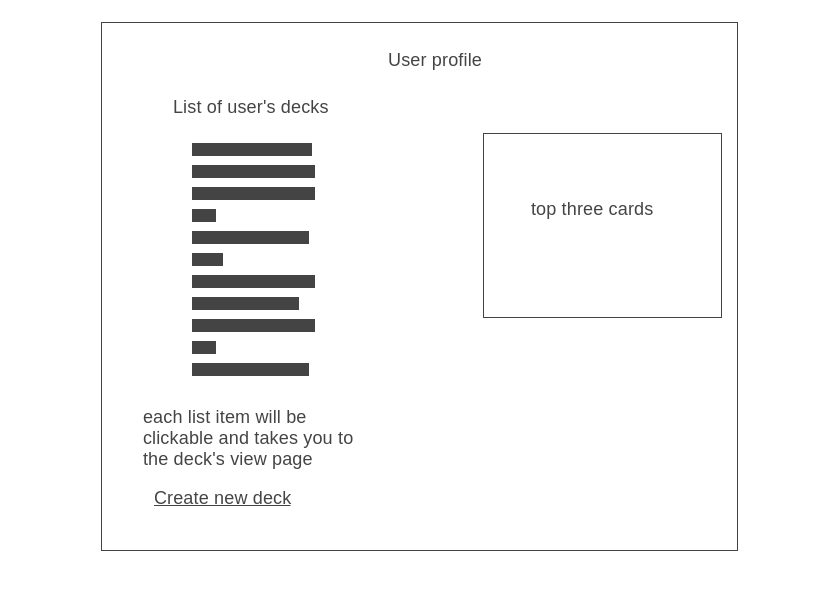 User profile
List of user's decks
top three cards
each list item will be
clickable and takes you to
the deck's view page
Create new deck